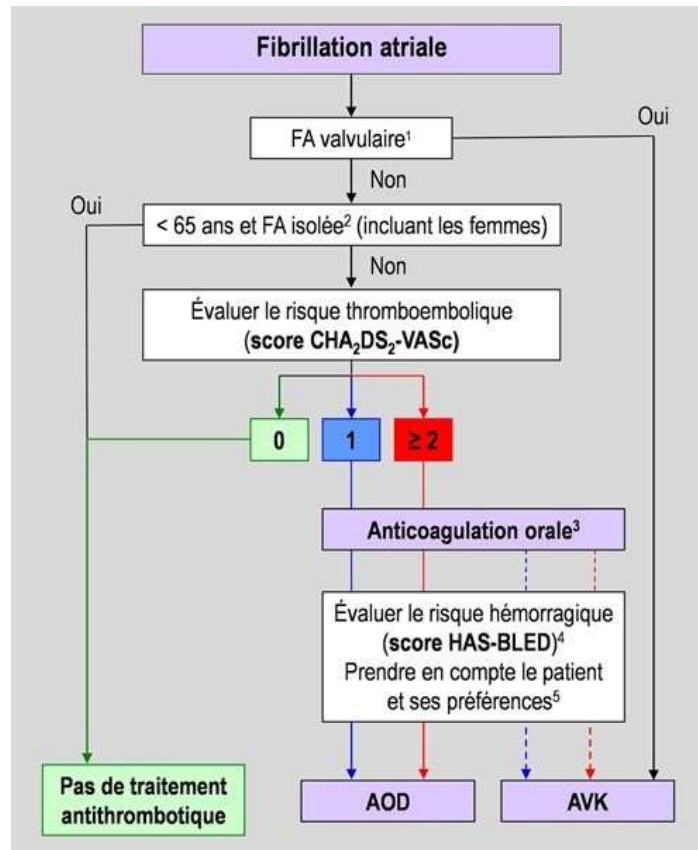 Fibrillation atriale
Oui
FA valvulaire¹
Non
Oui
< 65 ans et FA isolée² (incluant les femmes)
Non
Évaluer le risque thromboembolique
(score CHA₂DS₂-VASc)
0
1
≥ 2
Anticoagulation orale³
Évaluer le risque hémorragique
(score HAS-BLED)⁴
Prendre en compte le patient
et ses préférences⁵
Pas de traitement
antithrombotique
AOD
AVK